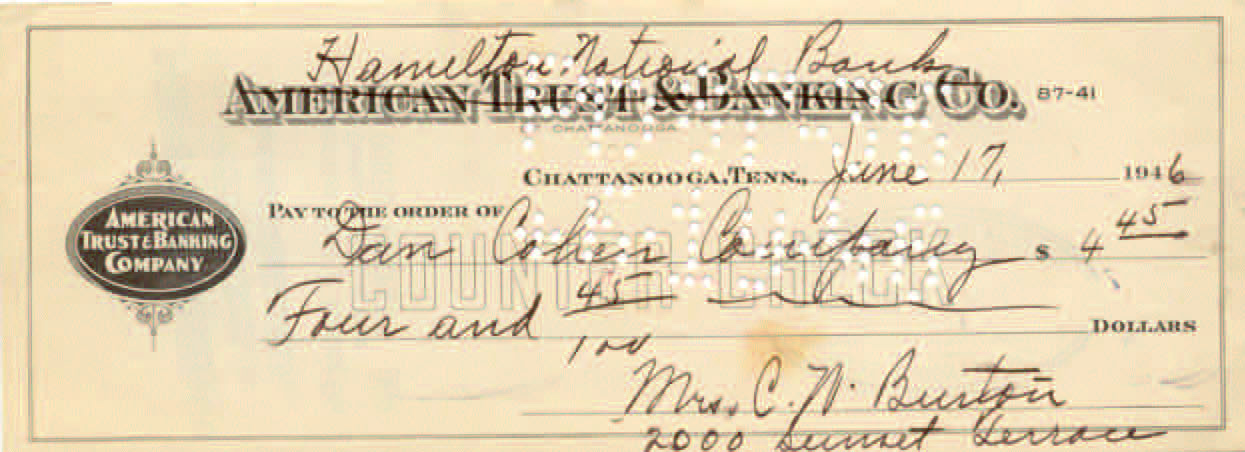 Hamilton National Bank
AMERICAN TRUST & BANKING CO. 87-41
OF CHATTANOOGA
CHATTANOOGA, TENN., June 17, 1946
PAY TO THE ORDER OF
Dan Cohen Company $ 4 45
COUNTER CHECK
Four and 45/100 DOLLARS
AMERICAN
TRUST & BANKING
COMPANY
Mrs. C. N. Burton
2000 Sunset Terrace